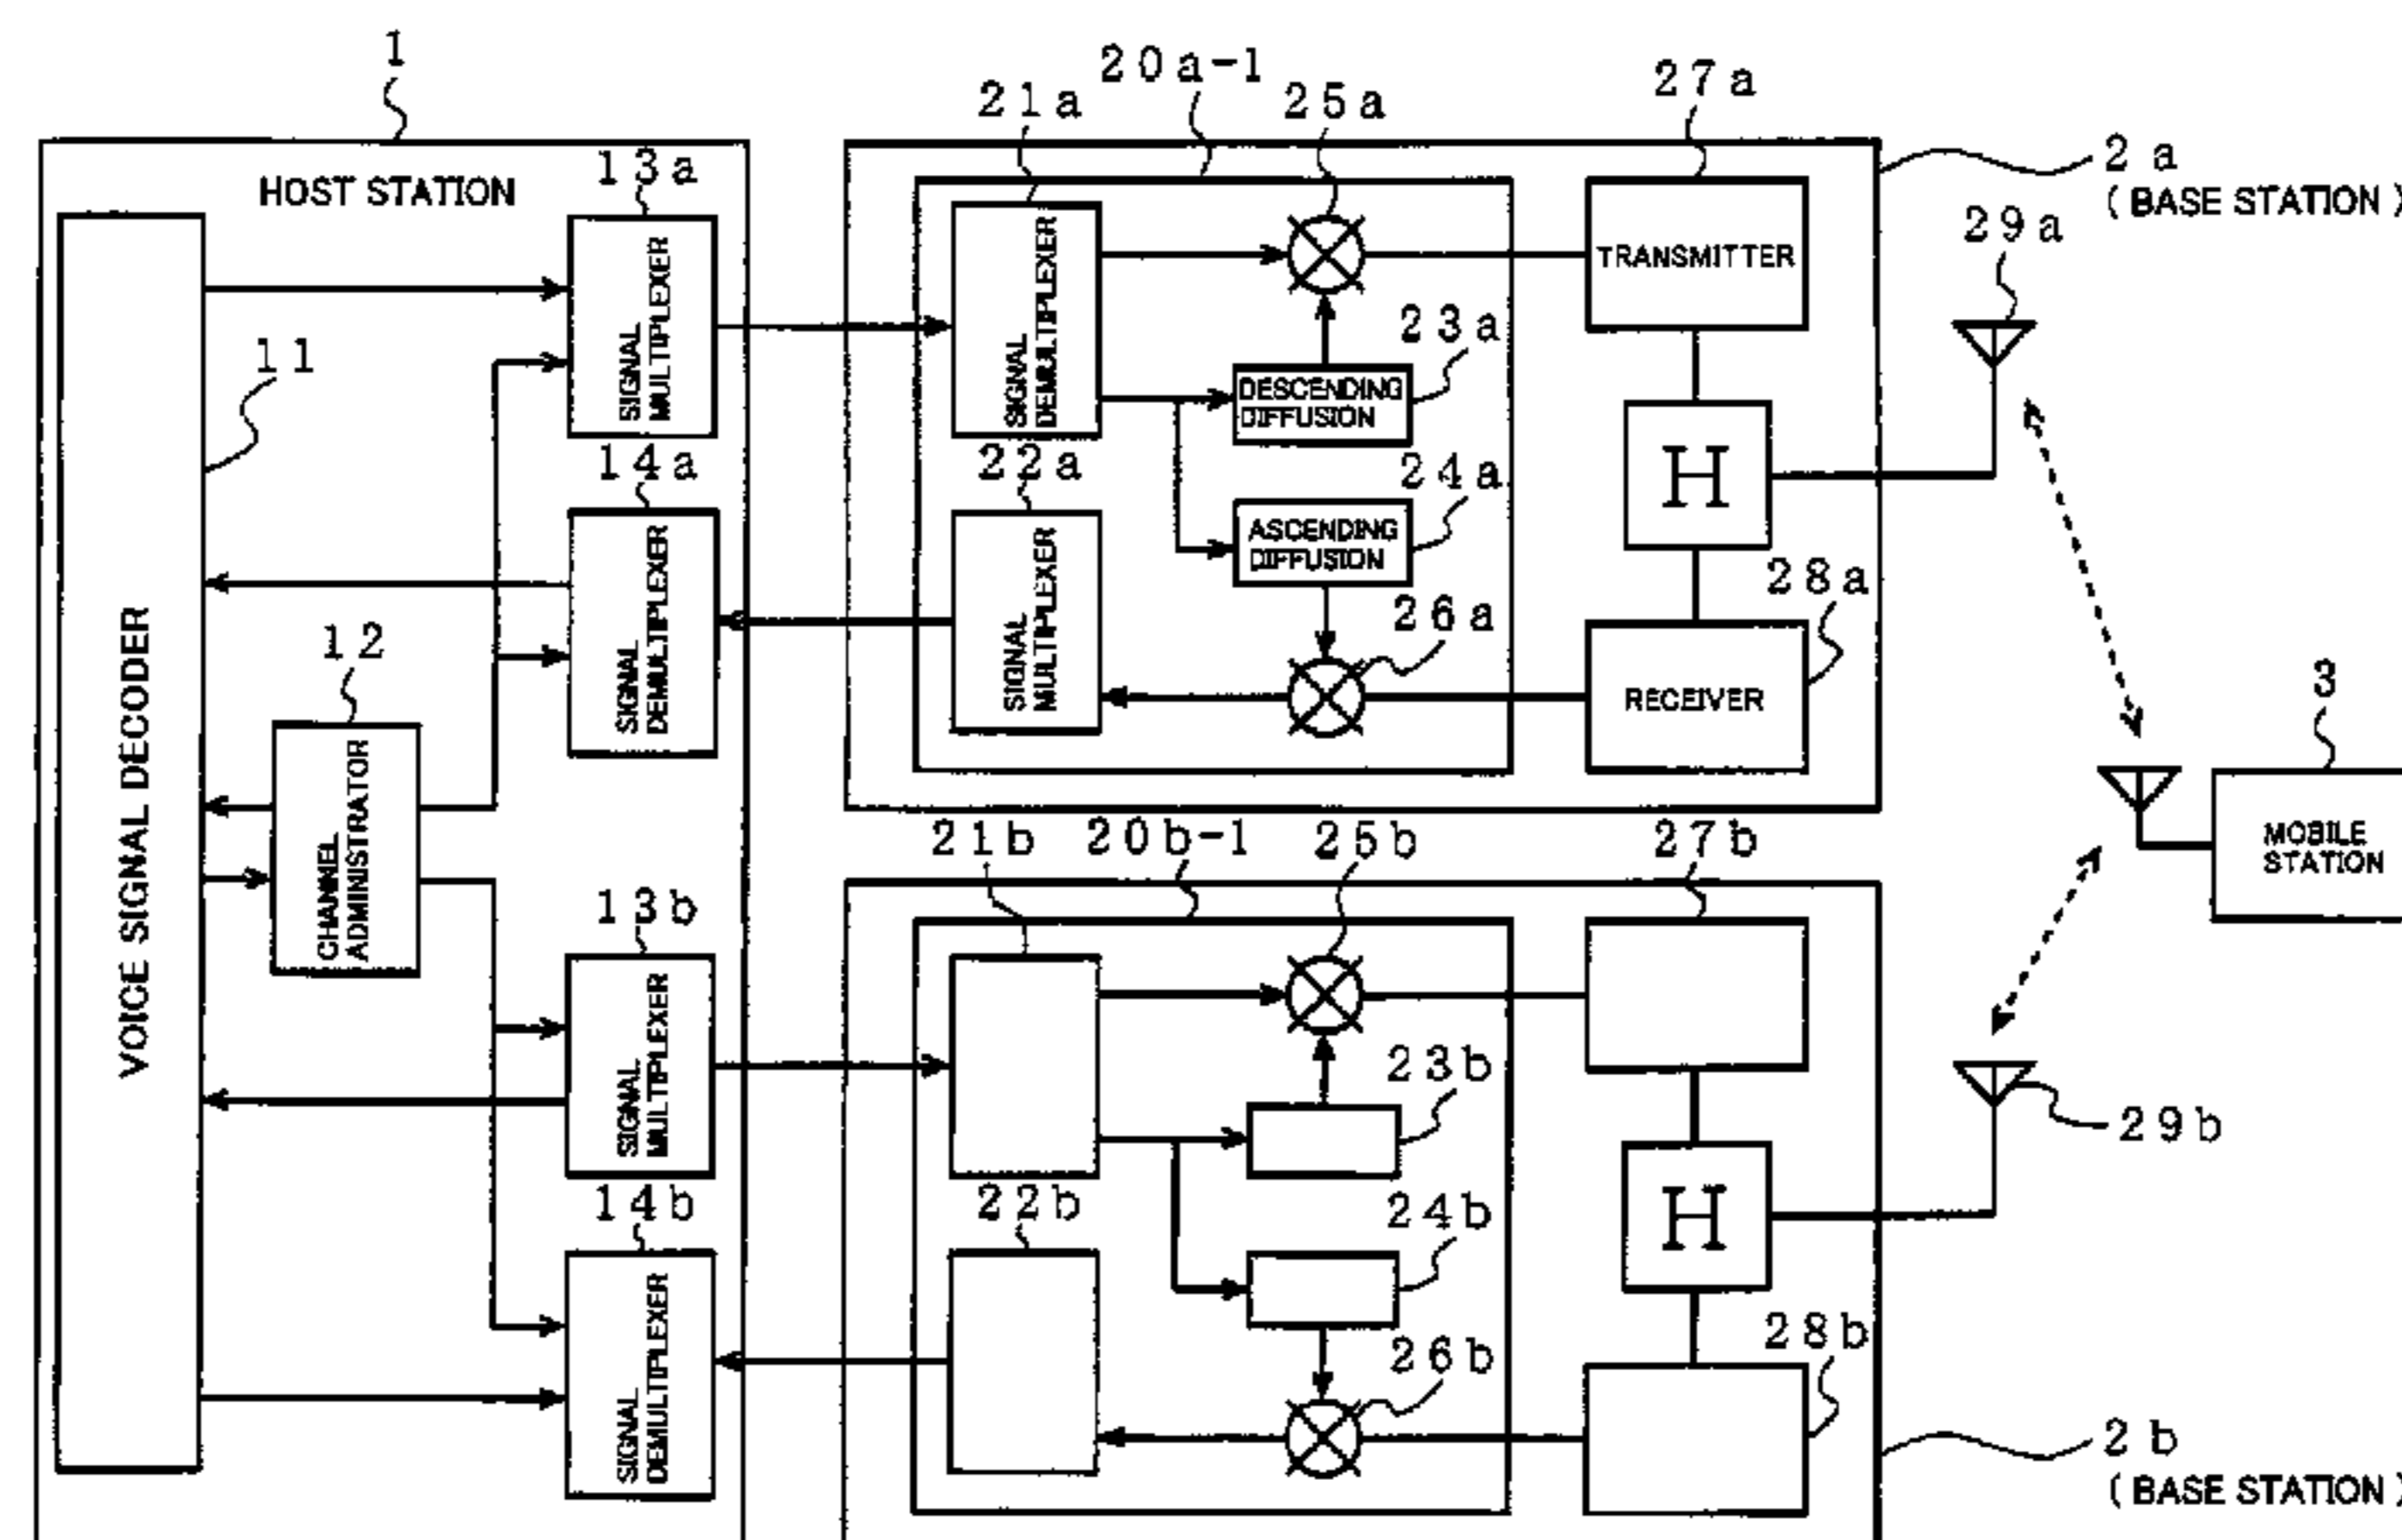 1
20a-1
21a
25a
27a
2a
( BASE STATION )
HOST STATION
13a
29a
SIGNAL
MULTIPLEXER
SIGNAL
DEMULTIPLEXER
TRANSMITTER
23a
11
DESCENDING
DIFFUSION
14a
22a
24a
H
ASCENDING
DIFFUSION
28a
SIGNAL
DEMULTIPLEXER
SIGNAL
MULTIPLEXER
26a
12
3
RECEIVER
VOICE SIGNAL DECODER
CHANNEL
ADMINISTRATOR
21b
20b-1
25b
27b
MOBILE
STATION
13b
SIGNAL
MULTIPLEXER
23b
29b
14b
22b
24b
H
SIGNAL
DEMULTIPLEXER
26b
28b
2b
( BASE STATION )